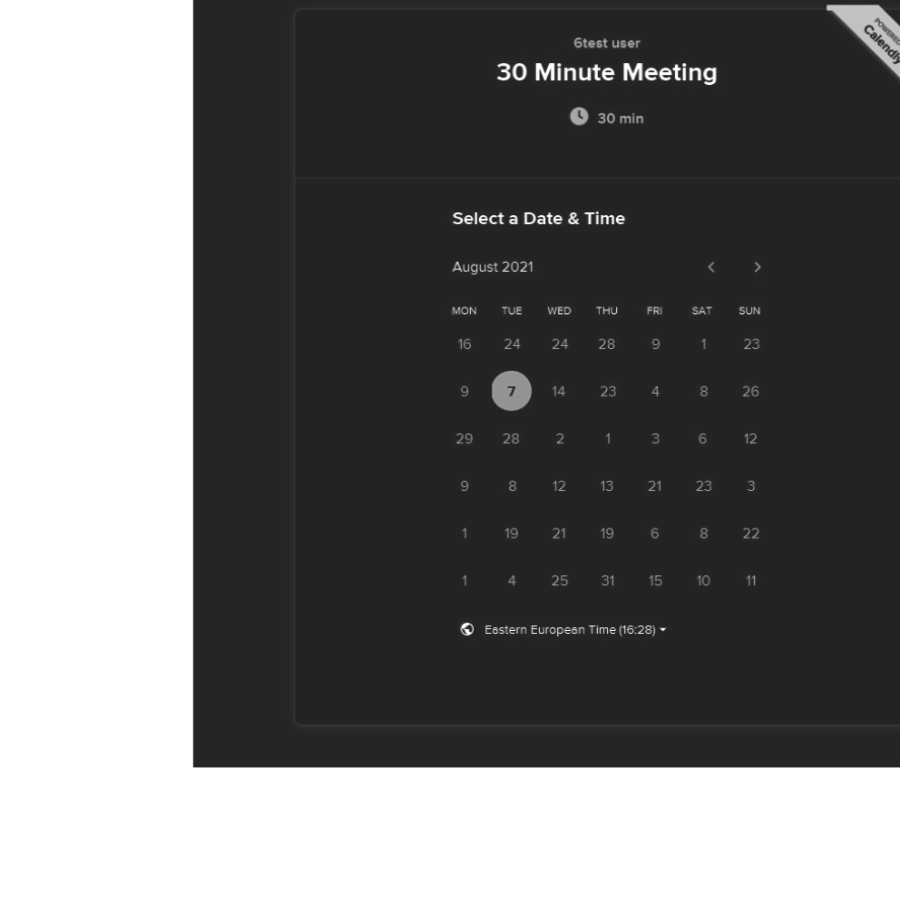 6test user
POWERED
Calendly
30 Minute Meeting
30 min
Select a Date & Time
August 2021
MON TUE WED THU FRI SAT SUN
16 24 24 28 9 1 23
9 7 14 23 4 8 26
29 28 2 1 3 6 12
9 8 12 13 21 23 3
1 19 21 19 6 8 22
1 4 25 31 15 10 11
Eastern European Time (16:28)